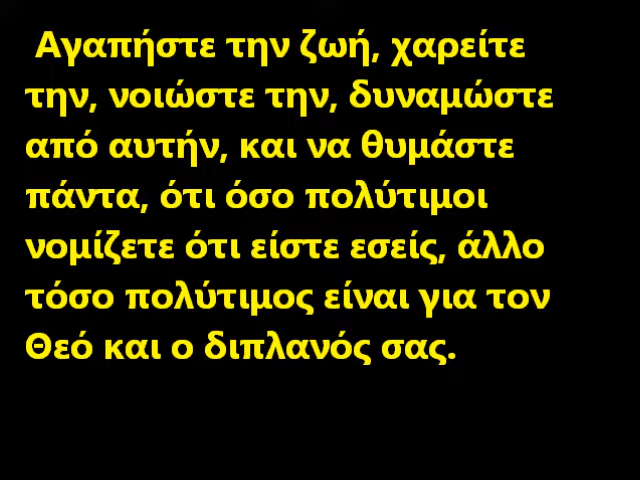 Αγαπήστε την ζωή, χαρείτε
την, νοιώστε την, δυναμώστε
από αυτήν, και να θυμάστε
πάντα, ότι όσο πολύτιμοι
νομίζετε ότι είστε εσείς, άλλο
τόσο πολύτιμος είναι για τον
Θεό και ο διπλανός σας.